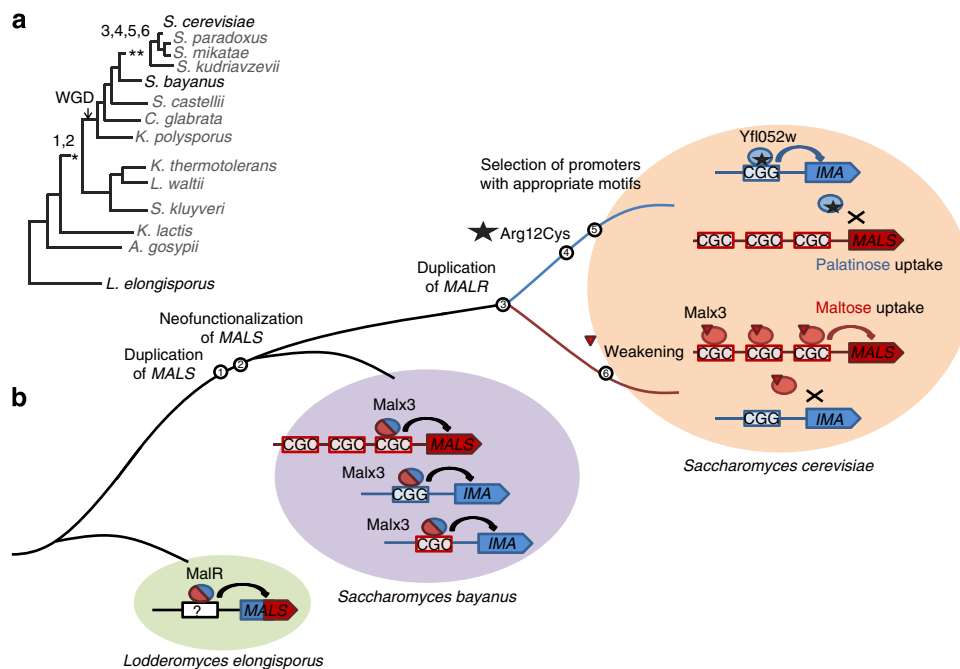 a
3,4,5,6
S. cerevisiae
S. paradoxus
S. mikatae
S. kudriavzevii
**
S. bayanus
WGD
S. castellii
C. glabrata
K. polysporus
1,2
*
K. thermotolerans
L. waltii
S. kluyveri
K. lactis
A. gosypii
L. elongisporus
Selection of promoters
with appropriate motifs
Arg12Cys
5
4
Duplication
of MALR
3
Neofunctionalization
of MALS
Duplication
of MALS
1
2
Weakening
6
Yfl052w
CGG
IMA
CGC
CGC
CGC
MALS
Palatinose uptake
Maltose uptake
Malx3
CGC
CGC
CGC
MALS
CGG
IMA
Saccharomyces cerevisiae
b
Malx3
CGC
CGC
CGC
MALS
Malx3
CGG
IMA
Malx3
CGC
IMA
Saccharomyces bayanus
MalR
?
MALS
Lodderomyces elongisporus